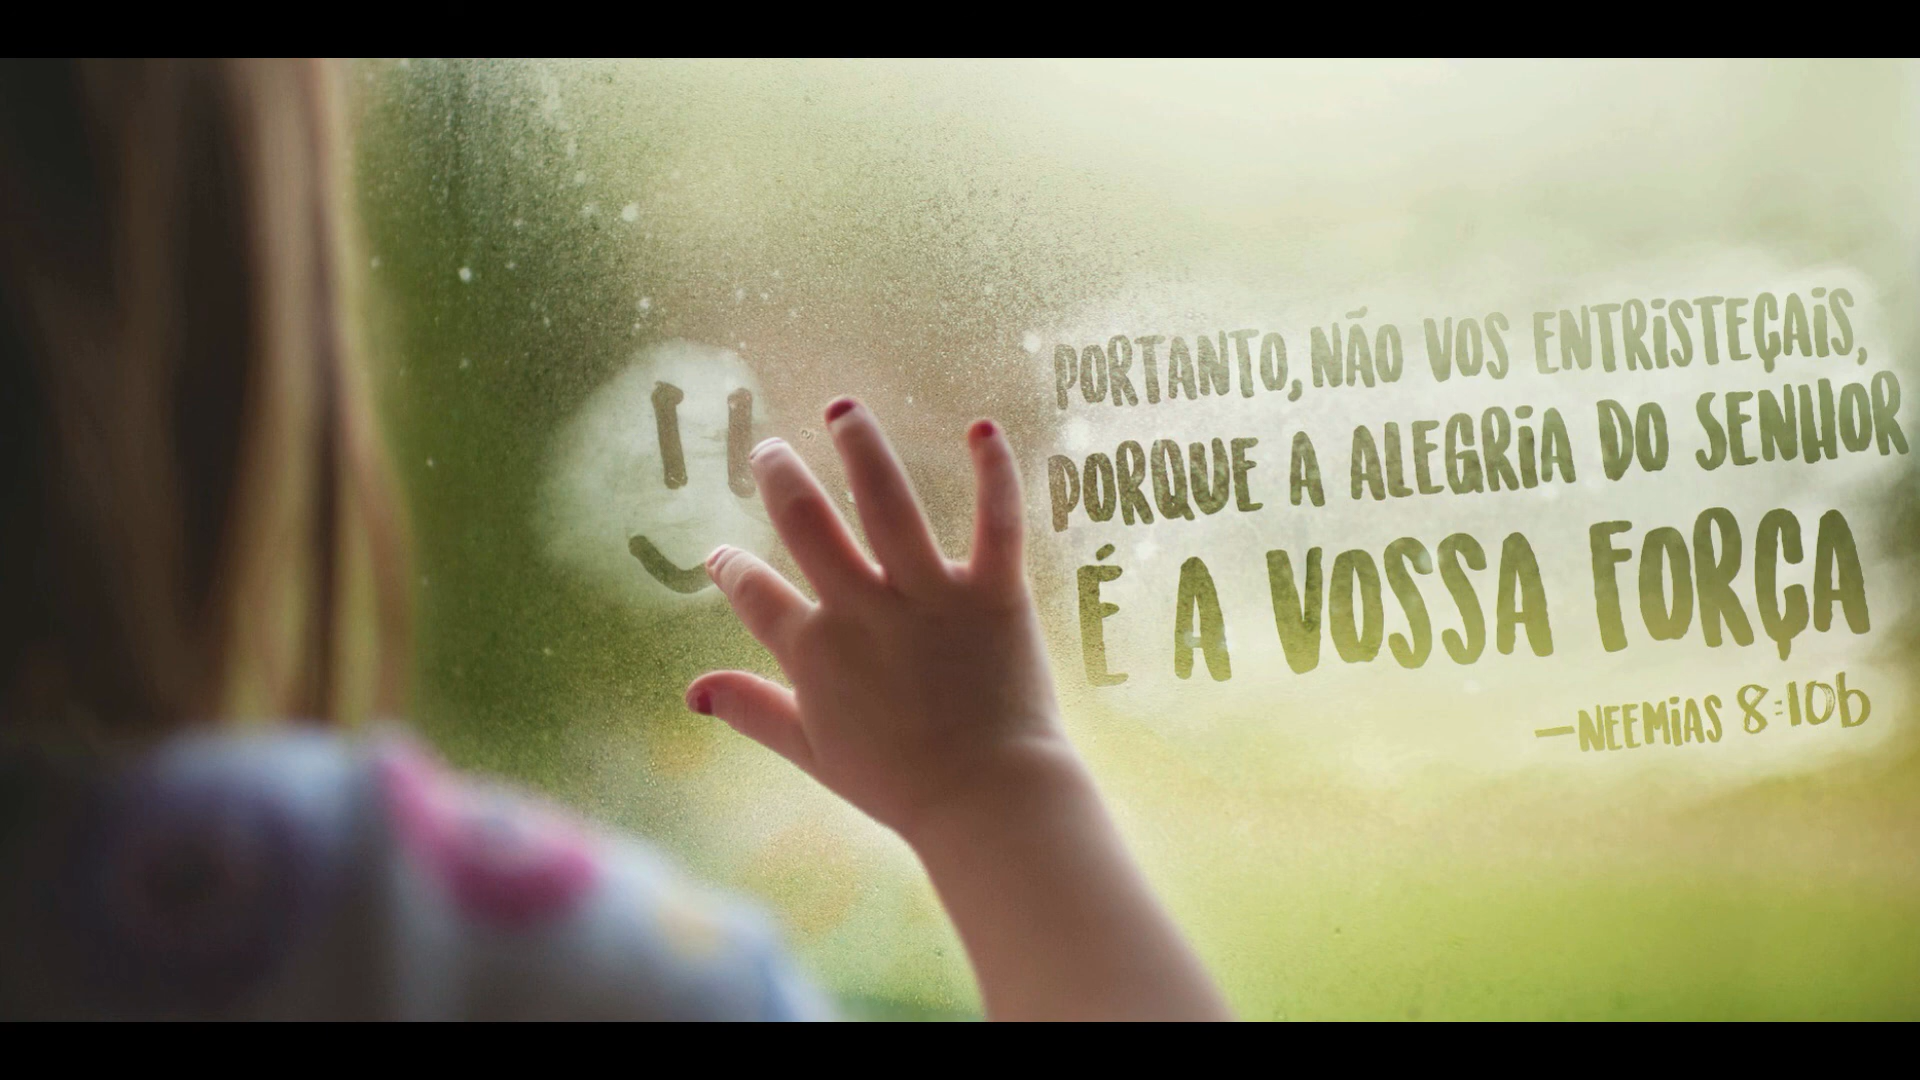 PORTANTO, NÃO VOS ENTRISTEÇAIS,
PORQUE A ALEGRIA DO SENHOR
É A VOSSA FORÇA
—NEEMIAS 8:10b